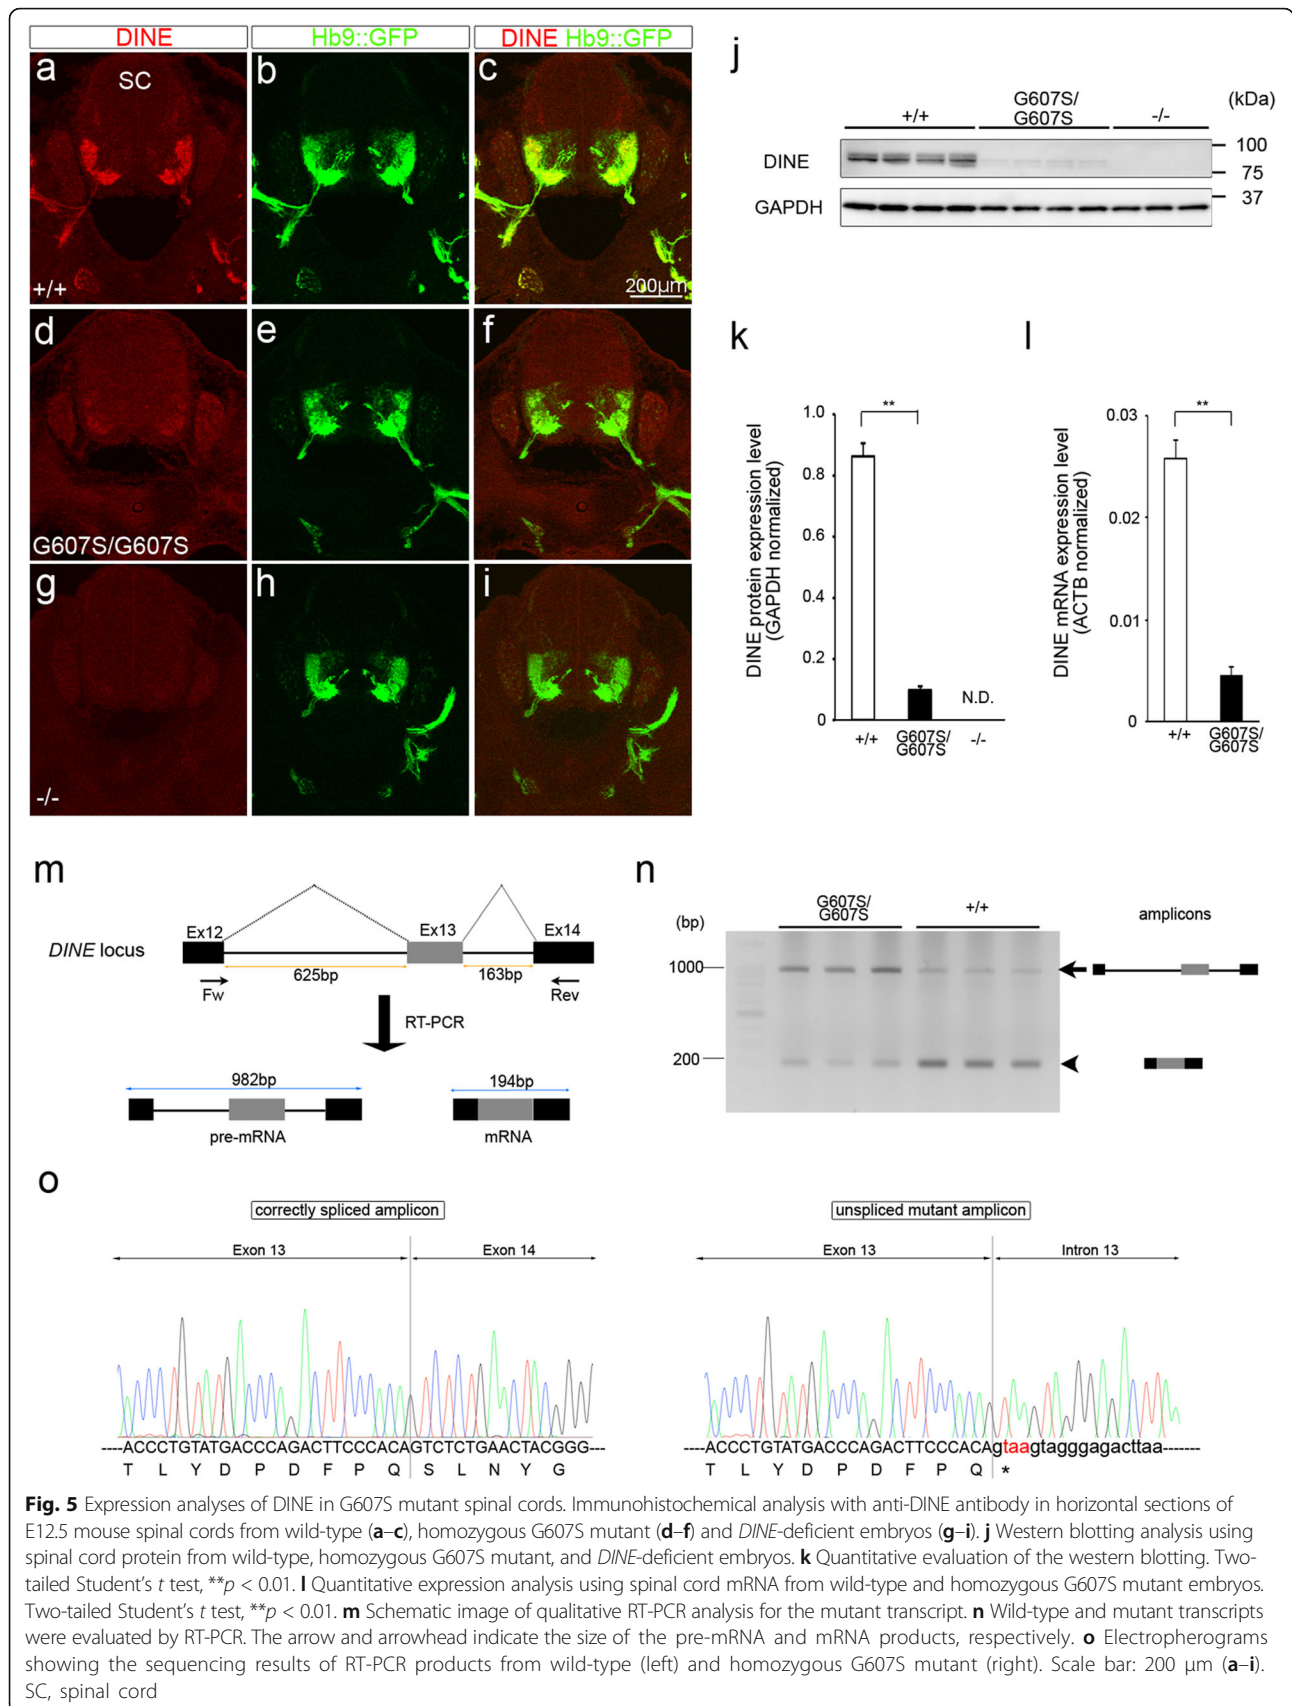 DINE
Hb9::GFP
DINE Hb9::GFP
a
SC
+/+
b
c
200µm
d
G607S/G607S
e
f
g
-/-
h
i
j
+/+
G607S/
G607S
-/-
(kDa)
DINE
100
75
GAPDH
37
k
DINE protein expression level
(GAPDH normalized)
1.0
0.8
0.6
0.4
0.2
0
**
N.D.
+/+
G607S/
G607S
-/-
l
DINE mRNA expression level
(ACTB normalized)
0.03
0.02
0.01
0
**
+/+
G607S/
G607S
m
DINE locus
Ex12
Ex13
Ex14
625bp
163bp
Fw
Rev
RT-PCR
982bp
194bp
pre-mRNA
mRNA
n
(bp)
G607S/
G607S
+/+
amplicons
1000
200
o
correctly spliced amplicon
Exon 13
Exon 14
----ACCCTGTATGACCCAGACTTCCCACAGTCTCTGAACTACGGG---
T L Y D P D F P Q S L N Y G
unspliced mutant amplicon
Exon 13
Intron 13
----ACCCTGTATGACCCAGACTTCCCACAgtaagtagggagacttaa-------
T L Y D P D F P Q *
Fig. 5 Expression analyses of DINE in G607S mutant spinal cords. Immunohistochemical analysis with anti-DINE antibody in horizontal sections of
E12.5 mouse spinal cords from wild-type (a–c), homozygous G607S mutant (d–f) and DINE-deficient embryos (g–i). j Western blotting analysis using
spinal cord protein from wild-type, homozygous G607S mutant, and DINE-deficient embryos. k Quantitative evaluation of the western blotting. Two-
tailed Student's t test, **p < 0.01. l Quantitative expression analysis using spinal cord mRNA from wild-type and homozygous G607S mutant embryos.
Two-tailed Student's t test, **p < 0.01. m Schematic image of qualitative RT-PCR analysis for the mutant transcript. n Wild-type and mutant transcripts
were evaluated by RT-PCR. The arrow and arrowhead indicate the size of the pre-mRNA and mRNA products, respectively. o Electropherograms
showing the sequencing results of RT-PCR products from wild-type (left) and homozygous G607S mutant (right). Scale bar: 200 µm (a–i).
SC, spinal cord